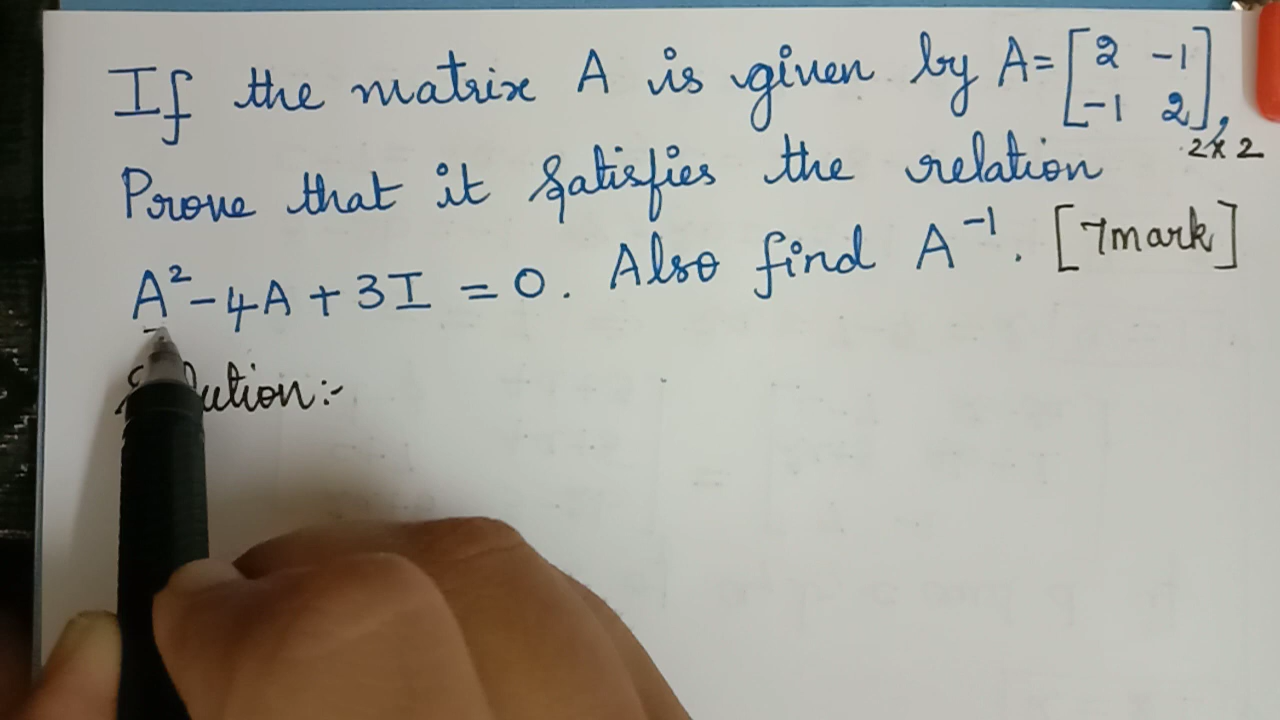 If the matrix A is given by A = [2 -1
-1 2], 2x2
Prove that it satisfies the relation
A² - 4A + 3I = 0. Also find A⁻¹. [7mark]